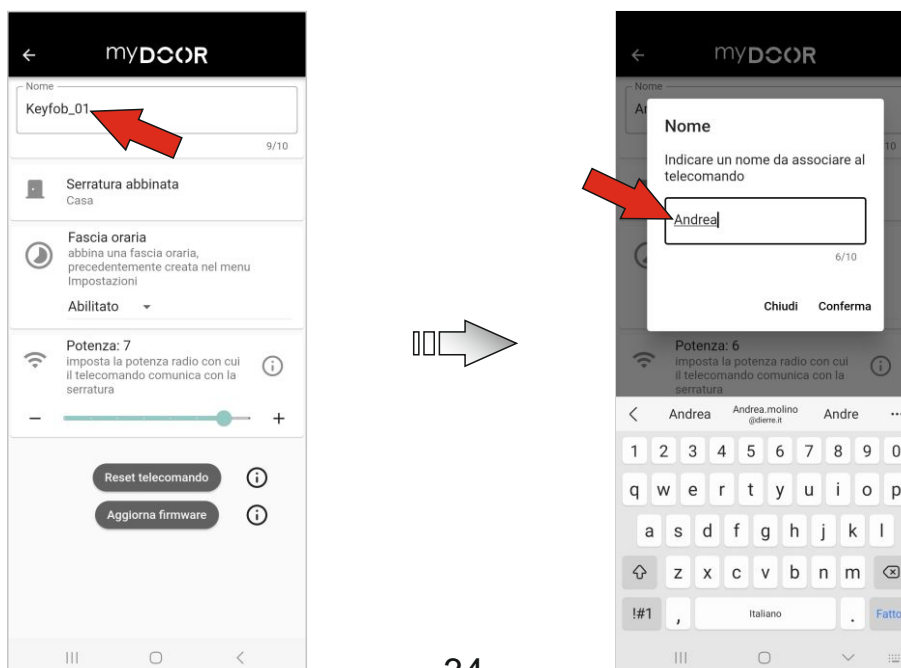 myDOOR
Nome
Keyfob_01
9/10
Serratura abbinata
Casa
Fascia oraria
abbina una fascia oraria,
precedentemente creata nel menu
Impostazioni
Abilitato
Potenza: 7
imposta la potenza radio con cui
il telecomando comunica con la
serratura
− +
Reset telecomando
Aggiorna firmware
myDOOR
Nome
10
Nome
Indicare un nome da associare al
telecomando
Andrea
6/10
Chiudi Conferma
Potenza: 6
imposta la potenza radio con cui
il telecomando comunica con la
serratura
Andrea Andrea.molino @dierre.it Andre ...
1 2 3 4 5 6 7 8 9 0
q w e r t y u i o p
a s d f g h j k l
z x c v b n m
!#1 , Italiano . Fatto